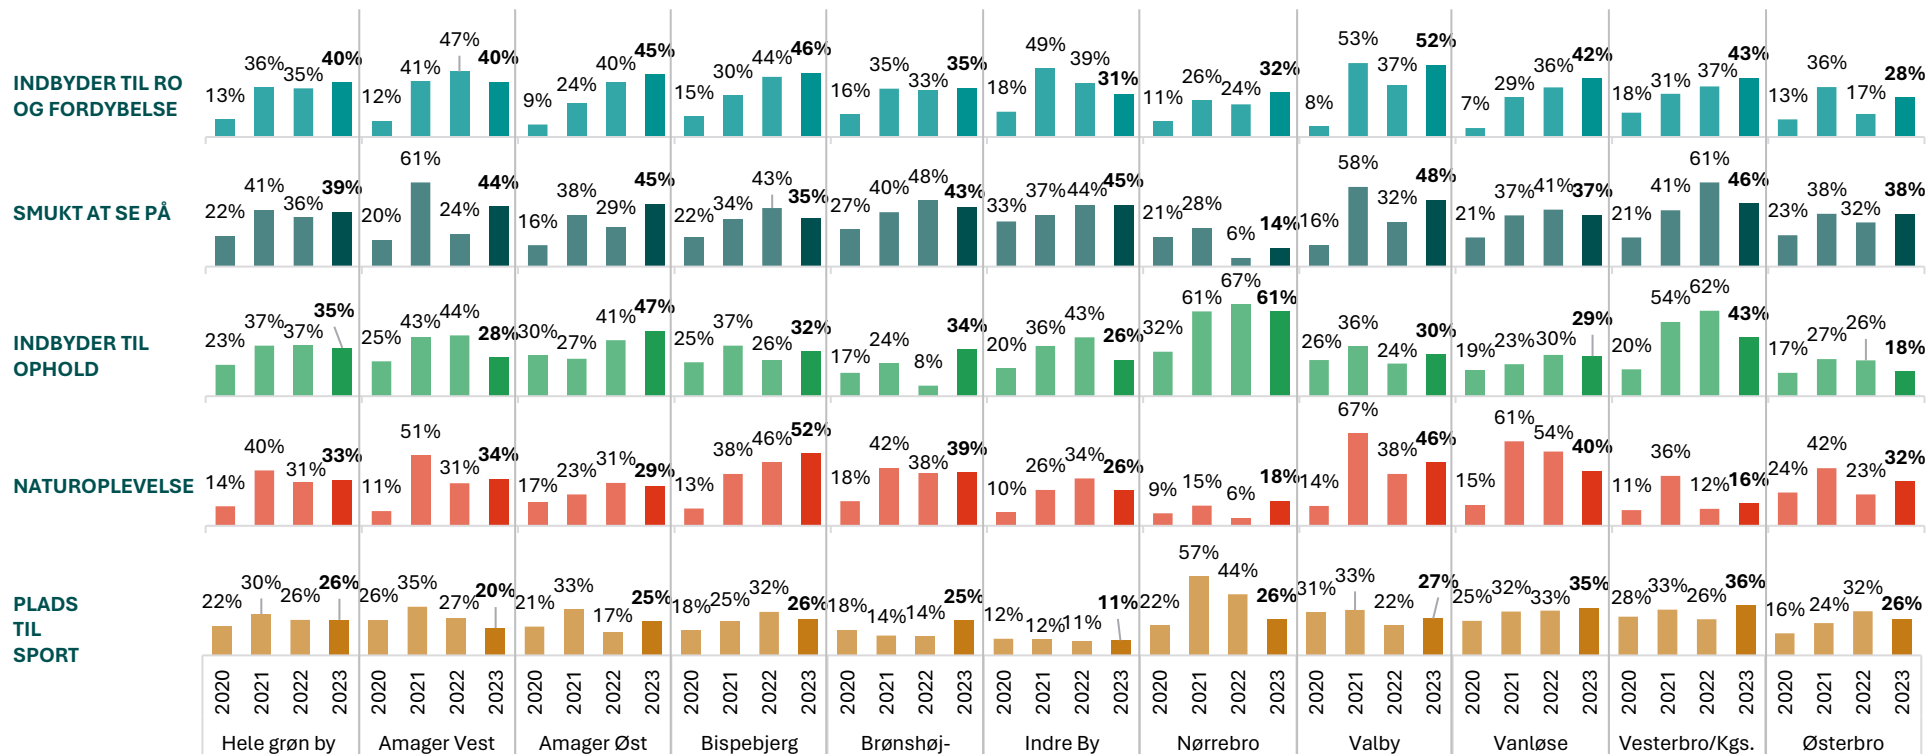 INDBYDER TIL RO
OG FORDYBELSE
13% 36% 35% 40% 12% 41% 47% 40% 9% 24% 40% 45% 15% 30% 44% 46% 16% 35% 33% 35% 18% 49% 39% 31% 11% 26% 24% 32% 8% 53% 37% 52% 7% 29% 36% 42% 18% 31% 37% 43% 13% 36% 17% 28%
SMUKT AT SE PÅ
22% 41% 36% 39% 20% 61% 24% 44% 16% 38% 29% 45% 22% 34% 43% 35% 27% 40% 48% 43% 33% 37% 44% 45% 21% 28% 6% 14% 16% 58% 32% 48% 21% 37% 41% 37% 21% 41% 61% 46% 23% 38% 32% 38%
INDBYDER TIL
OPHOLD
23% 37% 37% 35% 25% 43% 44% 28% 30% 27% 41% 47% 25% 37% 26% 32% 17% 24% 8% 34% 20% 36% 43% 26% 32% 61% 67% 61% 26% 36% 24% 30% 19% 23% 30% 29% 20% 54% 62% 43% 17% 27% 26% 18%
NATUROPLEVELSE
14% 40% 31% 33% 11% 51% 31% 34% 17% 23% 31% 29% 13% 38% 46% 52% 18% 42% 38% 39% 10% 26% 34% 26% 9% 15% 6% 18% 14% 67% 38% 46% 15% 61% 54% 40% 11% 36% 12% 16% 24% 42% 23% 32%
PLADS
TIL
SPORT
22% 30% 26% 26% 26% 35% 27% 20% 21% 33% 17% 25% 18% 25% 32% 26% 18% 14% 14% 25% 12% 12% 11% 11% 22% 57% 44% 26% 31% 33% 22% 27% 25% 32% 33% 35% 28% 33% 26% 36% 16% 24% 32% 26%
2020 2021 2022 2023 2020 2021 2022 2023 2020 2021 2022 2023 2020 2021 2022 2023 2020 2021 2022 2023 2020 2021 2022 2023 2020 2021 2022 2023 2020 2021 2022 2023 2020 2021 2022 2023 2020 2021 2022 2023 2020 2021 2022 2023
Hele grøn by Amager Vest Amager Øst Bispebjerg Brønshøj- Indre By Nørrebro Valby Vanløse Vesterbro/Kgs. Østerbro